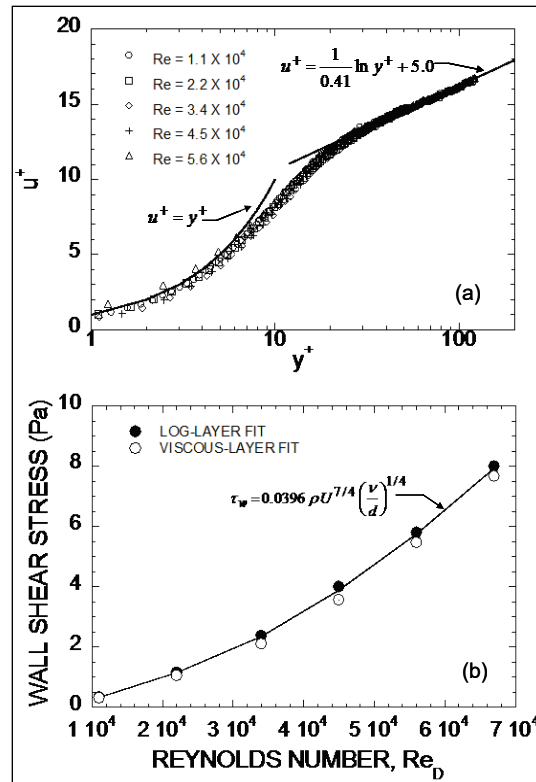 20
15
10
5
0
u⁺
Re = 1.1 X 10⁴
Re = 2.2 X 10⁴
Re = 3.4 X 10⁴
Re = 4.5 X 10⁴
Re = 5.6 X 10⁴
u⁺ = 1/0.41 ln y⁺ + 5.0
u⁺ = y⁺
(a)
1 10 100
y⁺
10
8
6
4
2
0
WALL SHEAR STRESS (Pa)
LOG-LAYER FIT
VISCOUS-LAYER FIT
τw = 0.0396 ρU^7/4 (ν/d)^1/4
(b)
1 10⁴ 2 10⁴ 3 10⁴ 4 10⁴ 5 10⁴ 6 10⁴ 7 10⁴
REYNOLDS NUMBER, Re_D